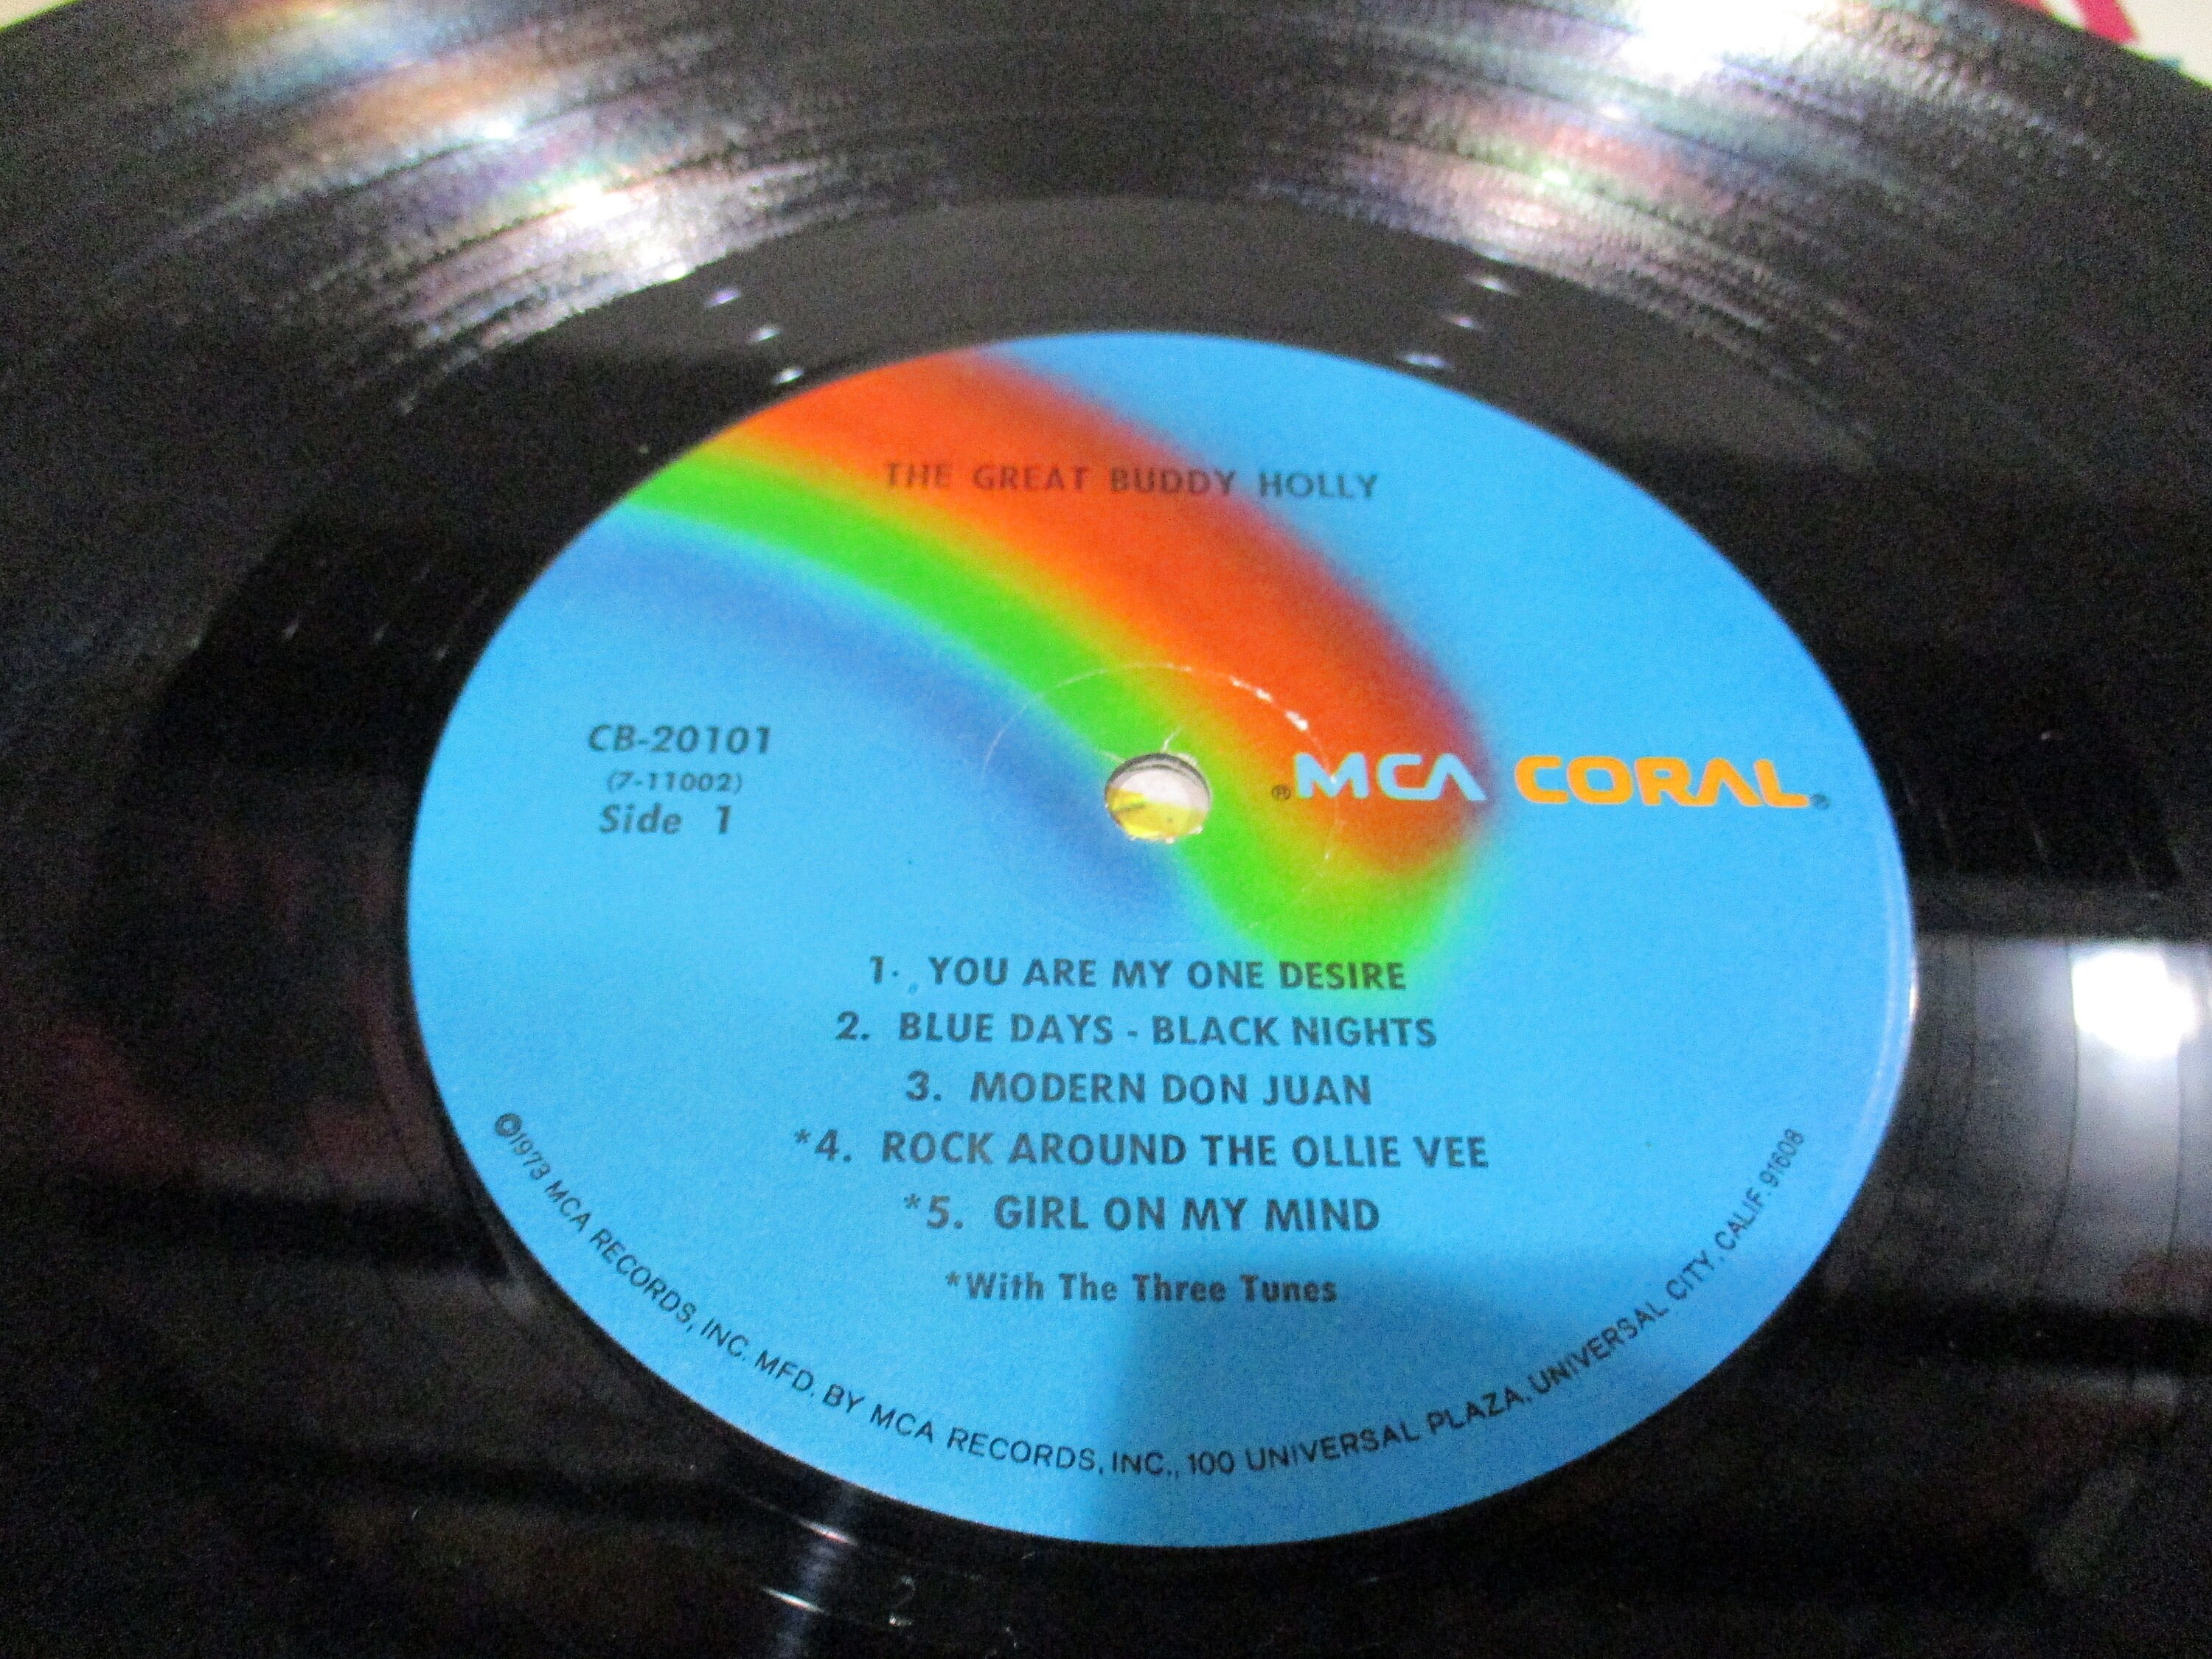 THE GREAT BUDDY HOLLY
CB-20101
(7-11002)
Side 1
® MCA CORAL®
1. YOU ARE MY ONE DESIRE
2. BLUE DAYS - BLACK NIGHTS
3. MODERN DON JUAN
*4. ROCK AROUND THE OLLIE VEE
*5. GIRL ON MY MIND
*With The Three Tunes
©1973 MCA RECORDS, INC. MFD. BY MCA RECORDS, INC., 100 UNIVERSAL PLAZA, UNIVERSAL CITY, CALIF. 91608